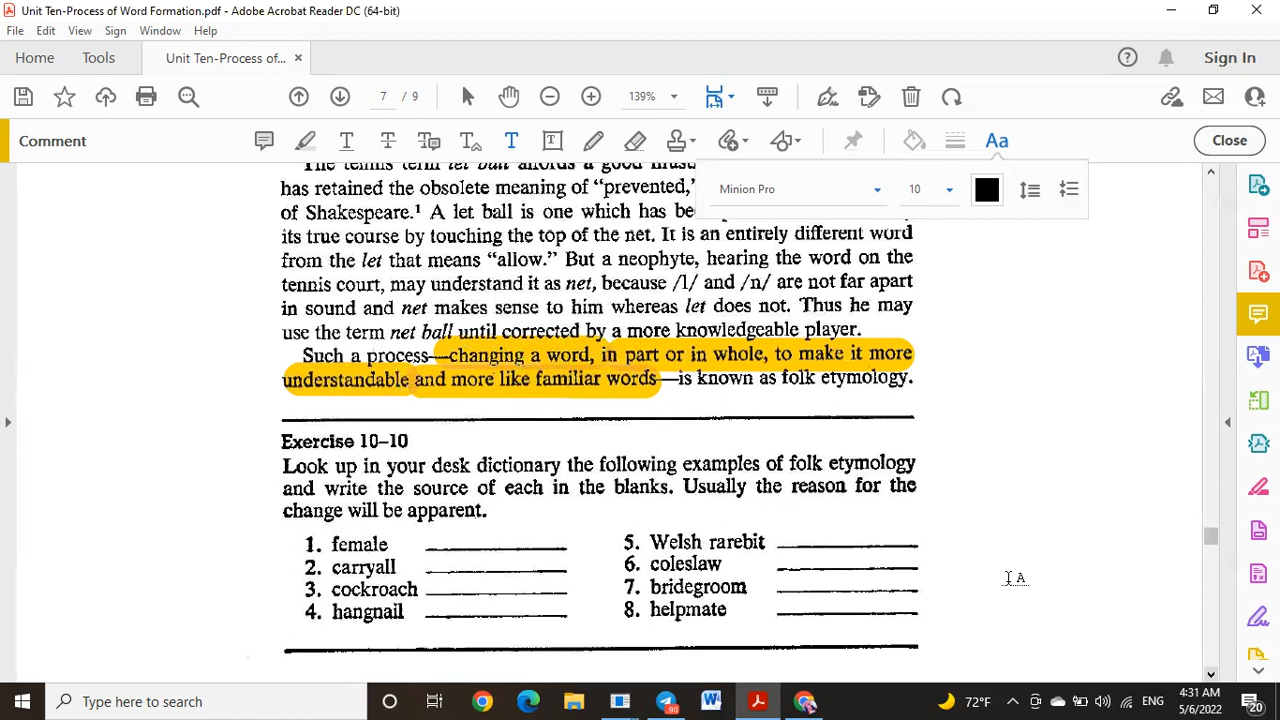 Unit Ten-Process of Word Formation.pdf - Adobe Acrobat Reader DC (64-bit)
File Edit View Sign Window Help
Home Tools Unit Ten-Process of... × Sign In
7 / 9 139%
Comment Close
The tennis term let ball affords a good
Minion Pro 10
has retained the obsolete meaning of “prevented,”
of Shakespeare.¹ A let ball is one which has
its true course by touching the top of the net. It is an entirely different word
from the let that means “allow.” But a neophyte, hearing the word on the
tennis court, may understand it as net, because /l/ and /n/ are not far apart
in sound and net makes sense to him whereas let does not. Thus he may
use the term net ball until corrected by a more knowledgeable player.
Such a process—changing a word, in part or in whole, to make it more
understandable and more like familiar words—is known as folk etymology.
Exercise 10–10
Look up in your desk dictionary the following examples of folk etymology
and write the source of each in the blanks. Usually the reason for the
change will be apparent.
1. female
2. carryall
3. cockroach
4. hangnail
5. Welsh rarebit
6. coleslaw
7. bridegroom
8. helpmate
Type here to search
90
72°F
ENG
4:31 AM
5/6/2022
20